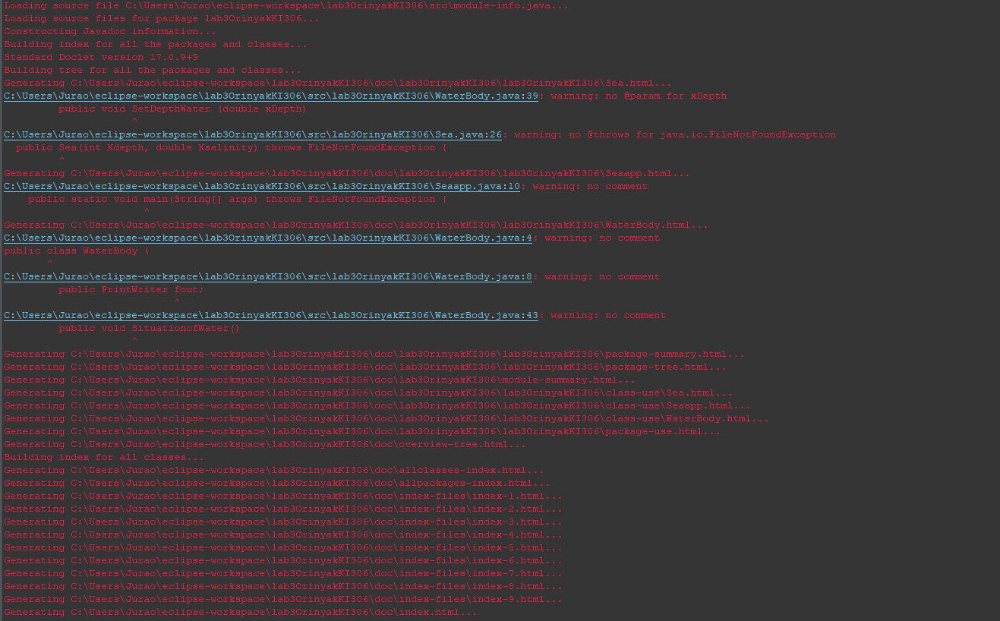 Loading source file C:\Users\Jurao\eclipse-workspace\lab3OrinyakKI306\src\module-info.java...
Loading source files for package lab3OrinyakKI306...
Constructing Javadoc information...
Building index for all the packages and classes...
Standard Doclet version 17.0.9+9
Building tree for all the packages and classes...
Generating C:\Users\Jurao\eclipse-workspace\lab3OrinyakKI306\doc\lab3OrinyakKI306\lab3OrinyakKI306\Sea.html...
C:\Users\Jurao\eclipse-workspace\lab3OrinyakKI306\src\lab3OrinyakKI306\WaterBody.java:39: warning: no @param for xDepth
public void SetDepthWater (double xDepth)
^
C:\Users\Jurao\eclipse-workspace\lab3OrinyakKI306\src\lab3OrinyakKI306\Sea.java:26: warning: no @throws for java.io.FileNotFoundException
public Sea(int Xdepth, double Xsalinity) throws FileNotFoundException {
^
Generating C:\Users\Jurao\eclipse-workspace\lab3OrinyakKI306\doc\lab3OrinyakKI306\lab3OrinyakKI306\Seaapp.html...
C:\Users\Jurao\eclipse-workspace\lab3OrinyakKI306\src\lab3OrinyakKI306\Seaapp.java:10: warning: no comment
public static void main(String[] args) throws FileNotFoundException {
^
Generating C:\Users\Jurao\eclipse-workspace\lab3OrinyakKI306\doc\lab3OrinyakKI306\lab3OrinyakKI306\WaterBody.html...
C:\Users\Jurao\eclipse-workspace\lab3OrinyakKI306\src\lab3OrinyakKI306\WaterBody.java:4: warning: no comment
public class WaterBody {
^
C:\Users\Jurao\eclipse-workspace\lab3OrinyakKI306\src\lab3OrinyakKI306\WaterBody.java:8: warning: no comment
public PrintWriter fout;
^
C:\Users\Jurao\eclipse-workspace\lab3OrinyakKI306\src\lab3OrinyakKI306\WaterBody.java:43: warning: no comment
public void SituationofWater()
^
Generating C:\Users\Jurao\eclipse-workspace\lab3OrinyakKI306\doc\lab3OrinyakKI306\lab3OrinyakKI306\package-summary.html...
Generating C:\Users\Jurao\eclipse-workspace\lab3OrinyakKI306\doc\lab3OrinyakKI306\lab3OrinyakKI306\package-tree.html...
Generating C:\Users\Jurao\eclipse-workspace\lab3OrinyakKI306\doc\lab3OrinyakKI306\module-summary.html...
Generating C:\Users\Jurao\eclipse-workspace\lab3OrinyakKI306\doc\lab3OrinyakKI306\lab3OrinyakKI306\class-use\Sea.html...
Generating C:\Users\Jurao\eclipse-workspace\lab3OrinyakKI306\doc\lab3OrinyakKI306\lab3OrinyakKI306\class-use\Seaapp.html...
Generating C:\Users\Jurao\eclipse-workspace\lab3OrinyakKI306\doc\lab3OrinyakKI306\lab3OrinyakKI306\class-use\WaterBody.html...
Generating C:\Users\Jurao\eclipse-workspace\lab3OrinyakKI306\doc\lab3OrinyakKI306\lab3OrinyakKI306\package-use.html...
Generating C:\Users\Jurao\eclipse-workspace\lab3OrinyakKI306\doc\overview-tree.html...
Building index for all classes...
Generating C:\Users\Jurao\eclipse-workspace\lab3OrinyakKI306\doc\allclasses-index.html...
Generating C:\Users\Jurao\eclipse-workspace\lab3OrinyakKI306\doc\allpackages-index.html...
Generating C:\Users\Jurao\eclipse-workspace\lab3OrinyakKI306\doc\index-files\index-1.html...
Generating C:\Users\Jurao\eclipse-workspace\lab3OrinyakKI306\doc\index-files\index-2.html...
Generating C:\Users\Jurao\eclipse-workspace\lab3OrinyakKI306\doc\index-files\index-3.html...
Generating C:\Users\Jurao\eclipse-workspace\lab3OrinyakKI306\doc\index-files\index-4.html...
Generating C:\Users\Jurao\eclipse-workspace\lab3OrinyakKI306\doc\index-files\index-5.html...
Generating C:\Users\Jurao\eclipse-workspace\lab3OrinyakKI306\doc\index-files\index-6.html...
Generating C:\Users\Jurao\eclipse-workspace\lab3OrinyakKI306\doc\index-files\index-7.html...
Generating C:\Users\Jurao\eclipse-workspace\lab3OrinyakKI306\doc\index-files\index-8.html...
Generating C:\Users\Jurao\eclipse-workspace\lab3OrinyakKI306\doc\index-files\index-9.html...
Generating C:\Users\Jurao\eclipse-workspace\lab3OrinyakKI306\doc\index.html...